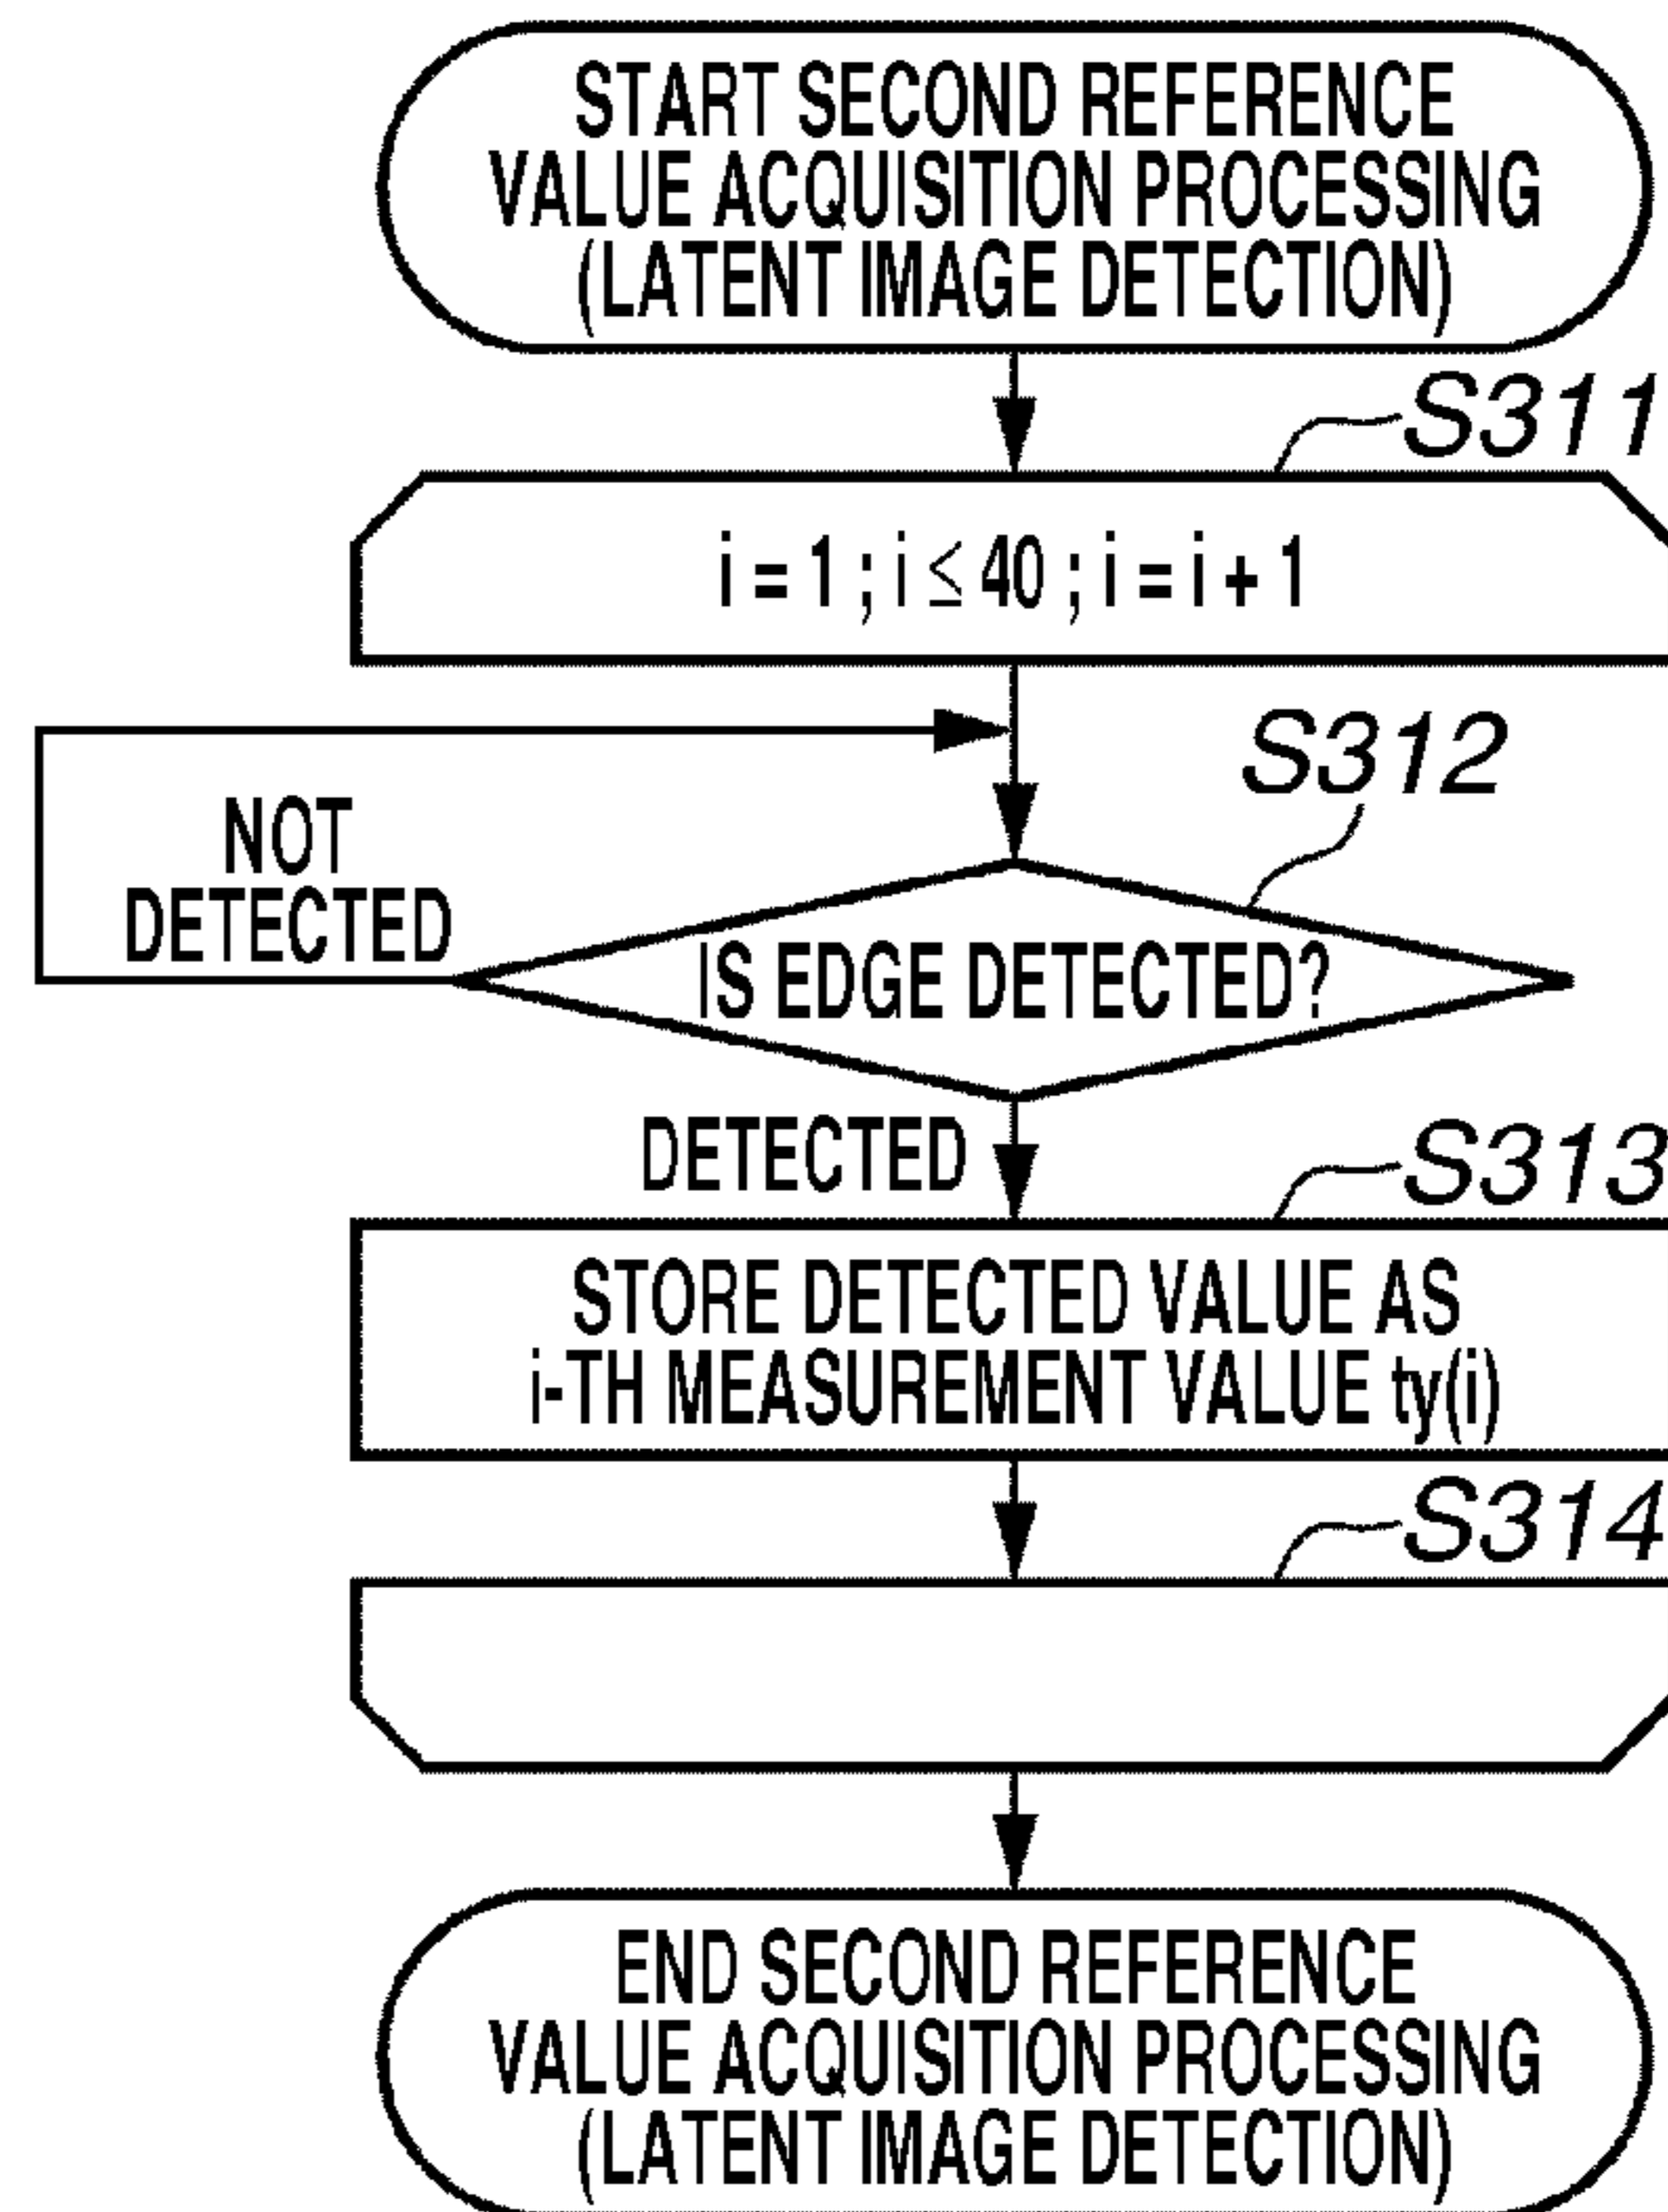 START SECOND REFERENCE
VALUE ACQUISITION PROCESSING
(LATENT IMAGE DETECTION)
S311
i = 1 ; i ≤ 40 ; i = i + 1
S312
NOT
DETECTED
IS EDGE DETECTED?
DETECTED
S313
STORE DETECTED VALUE AS
i-TH MEASUREMENT VALUE ty(i)
S314
END SECOND REFERENCE
VALUE ACQUISITION PROCESSING
(LATENT IMAGE DETECTION)